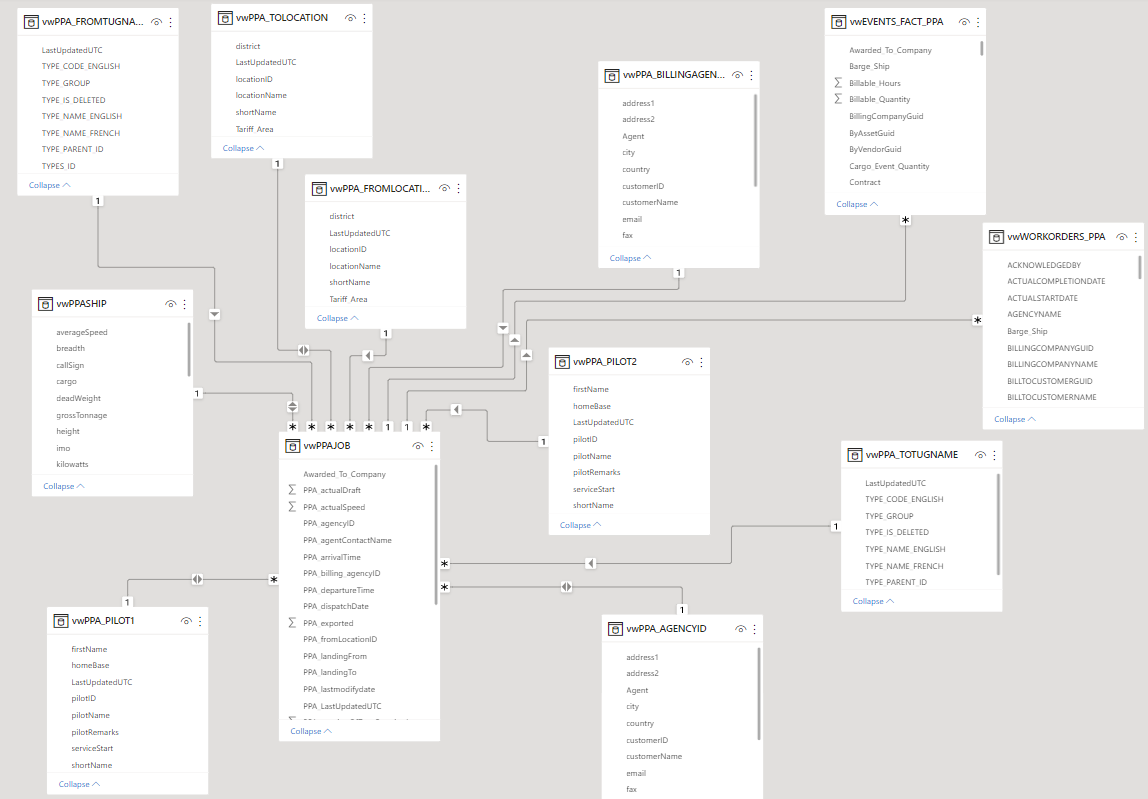 vwPPA_FROMTUGNA...
LastUpdatedUTC
TYPE_CODE_ENGLISH
TYPE_GROUP
TYPE_IS_DELETED
TYPE_NAME_ENGLISH
TYPE_NAME_FRENCH
TYPE_PARENT_ID
TYPES_ID
Collapse
1
vwPPA_TOLOCATION
district
LastUpdatedUTC
locationID
locationName
shortName
Tariff_Area
Collapse
1
vwPPA_FROMLOCATI...
district
LastUpdatedUTC
locationID
locationName
shortName
Tariff_Area
Collapse
1
vwPPA_BILLINGAGEN...
address1
address2
Agent
city
country
customerID
customerName
email
fax
Collapse
1
vwEVENTS_FACT_PPA
Awarded_To_Company
Barge_Ship
Σ Billable_Hours
Σ Billable_Quantity
BillingCompanyGuid
ByAssetGuid
ByVendorGuid
Cargo_Event_Quantity
Contract
Collapse
*
vwWORKORDERS_PPA
ACKNOWLEDGEDBY
ACTUALCOMPLETIONDATE
ACTUALSTARTDATE
AGENCYNAME
Barge_Ship
BILLINGCOMPANYGUID
BILLINGCOMPANYNAME
BILLTOCUSTOMERGUID
BILLTOCUSTOMERNAME
Collapse
*
vwPPASHIP
averageSpeed
breadth
callSign
cargo
deadWeight
grossTonnage
height
imo
kilowatts
Collapse
1
vwPPA_PILOT2
firstName
homeBase
LastUpdatedUTC
pilotID
pilotName
pilotRemarks
serviceStart
shortName
Collapse
1
* * * * * 1 1 *
vwPPAJOB
Awarded_To_Company
Σ PPA_actualDraft
Σ PPA_actualSpeed
PPA_agencyID
PPA_agentContactName
PPA_arrivalTime
PPA_billing_agencyID
PPA_departureTime
PPA_dispatchDate
Σ PPA_exported
PPA_fromLocationID
PPA_landingFrom
PPA_landingTo
PPA_lastmodifydate
PPA_LastUpdatedUTC
Collapse
*
*
*
vwPPA_TOTUGNAME
LastUpdatedUTC
TYPE_CODE_ENGLISH
TYPE_GROUP
TYPE_IS_DELETED
TYPE_NAME_ENGLISH
TYPE_NAME_FRENCH
TYPE_PARENT_ID
Collapse
1
1
vwPPA_PILOT1
firstName
homeBase
LastUpdatedUTC
pilotID
pilotName
pilotRemarks
serviceStart
shortName
Collapse
1
vwPPA_AGENCYID
address1
address2
Agent
city
country
customerID
customerName
email
fax